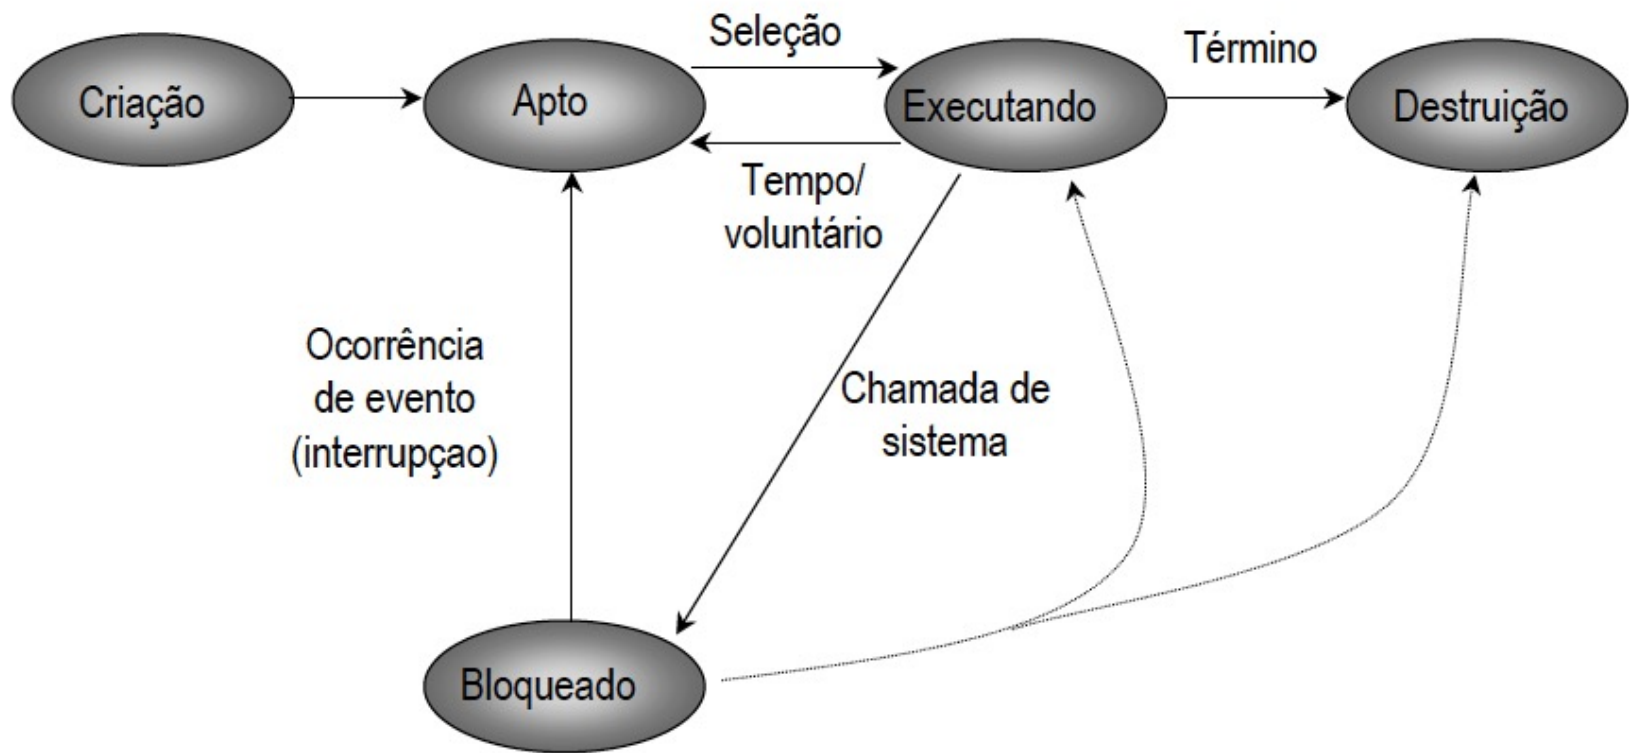 Criação
Apto
Seleção
Executando
Término
Destruição
Tempo/
voluntário
Ocorrência
de evento
(interrupçao)
Chamada de
sistema
Bloqueado